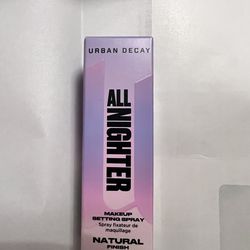 URBAN DECAY
ALL
NIGHTER
MAKEUP
SETTING SPRAY
Spray fixateur de
maquillage
NATURAL
FINISH